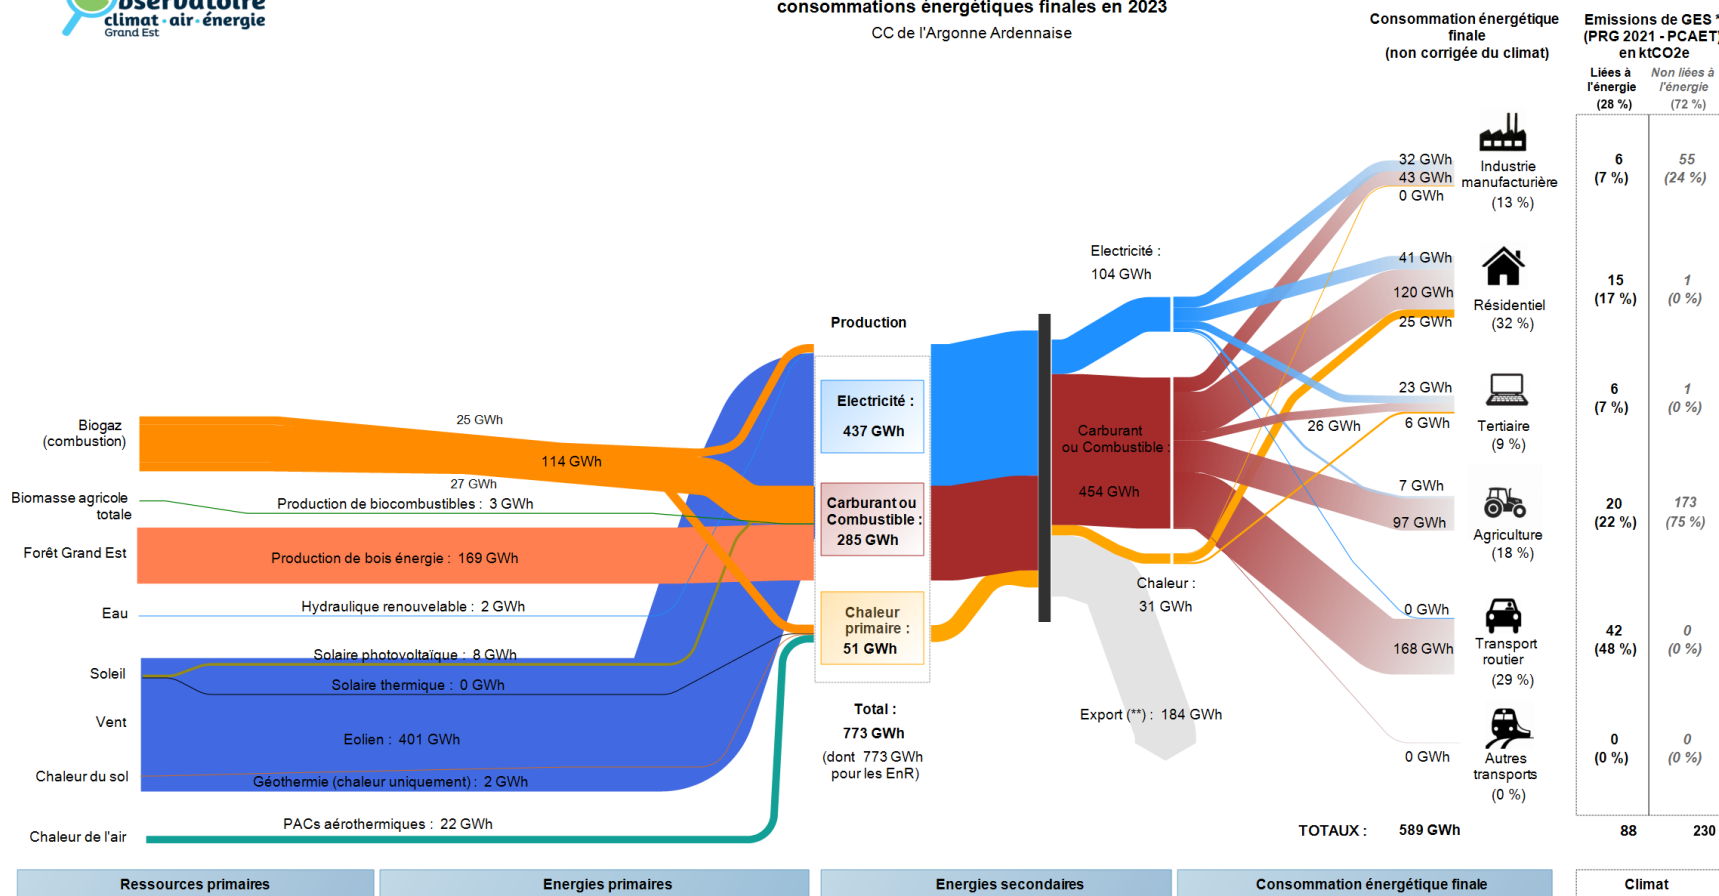 Observatoire
climat · air · énergie
Grand Est
consommations énergétiques finales en 2023
CC de l'Argonne Ardennaise
Consommation énergétique
finale
(non corrigée du climat)
Emissions de GES *
(PRG 2021 - PCAET)
en ktCO2e
Liées à
l'énergie
(28 %)
Non liées à
l'énergie
(72 %)
Biogaz
(combustion)
25 GWh
114 GWh
27 GWh
Biomasse agricole
totale
Production de biocombustibles : 3 GWh
Forêt Grand Est
Production de bois énergie : 169 GWh
Eau
Hydraulique renouvelable : 2 GWh
Soleil
Solaire photovoltaïque : 8 GWh
Solaire thermique : 0 GWh
Vent
Eolien : 401 GWh
Chaleur du sol
Géothermie (chaleur uniquement) : 2 GWh
Chaleur de l'air
PACs aérothermiques : 22 GWh
Production
Electricité :
437 GWh
Carburant ou
Combustible :
285 GWh
Chaleur
primaire :
51 GWh
Total :
773 GWh
(dont 773 GWh
pour les EnR)
Electricité :
104 GWh
Carburant
ou Combustible :
454 GWh
Chaleur :
31 GWh
Export (**) : 184 GWh
32 GWh
43 GWh
0 GWh
Industrie
manufacturière
(13 %)
6
(7 %)
55
(24 %)
41 GWh
120 GWh
25 GWh
Résidentiel
(32 %)
15
(17 %)
1
(0 %)
23 GWh
26 GWh
6 GWh
Tertiaire
(9 %)
6
(7 %)
1
(0 %)
7 GWh
97 GWh
Agriculture
(18 %)
20
(22 %)
173
(75 %)
0 GWh
168 GWh
Transport
routier
(29 %)
42
(48 %)
0
(0 %)
0 GWh
Autres
transports
(0 %)
0
(0 %)
0
(0 %)
TOTAUX : 589 GWh
88
230
Ressources primaires
Energies primaires
Energies secondaires
Consommation énergétique finale
Climat